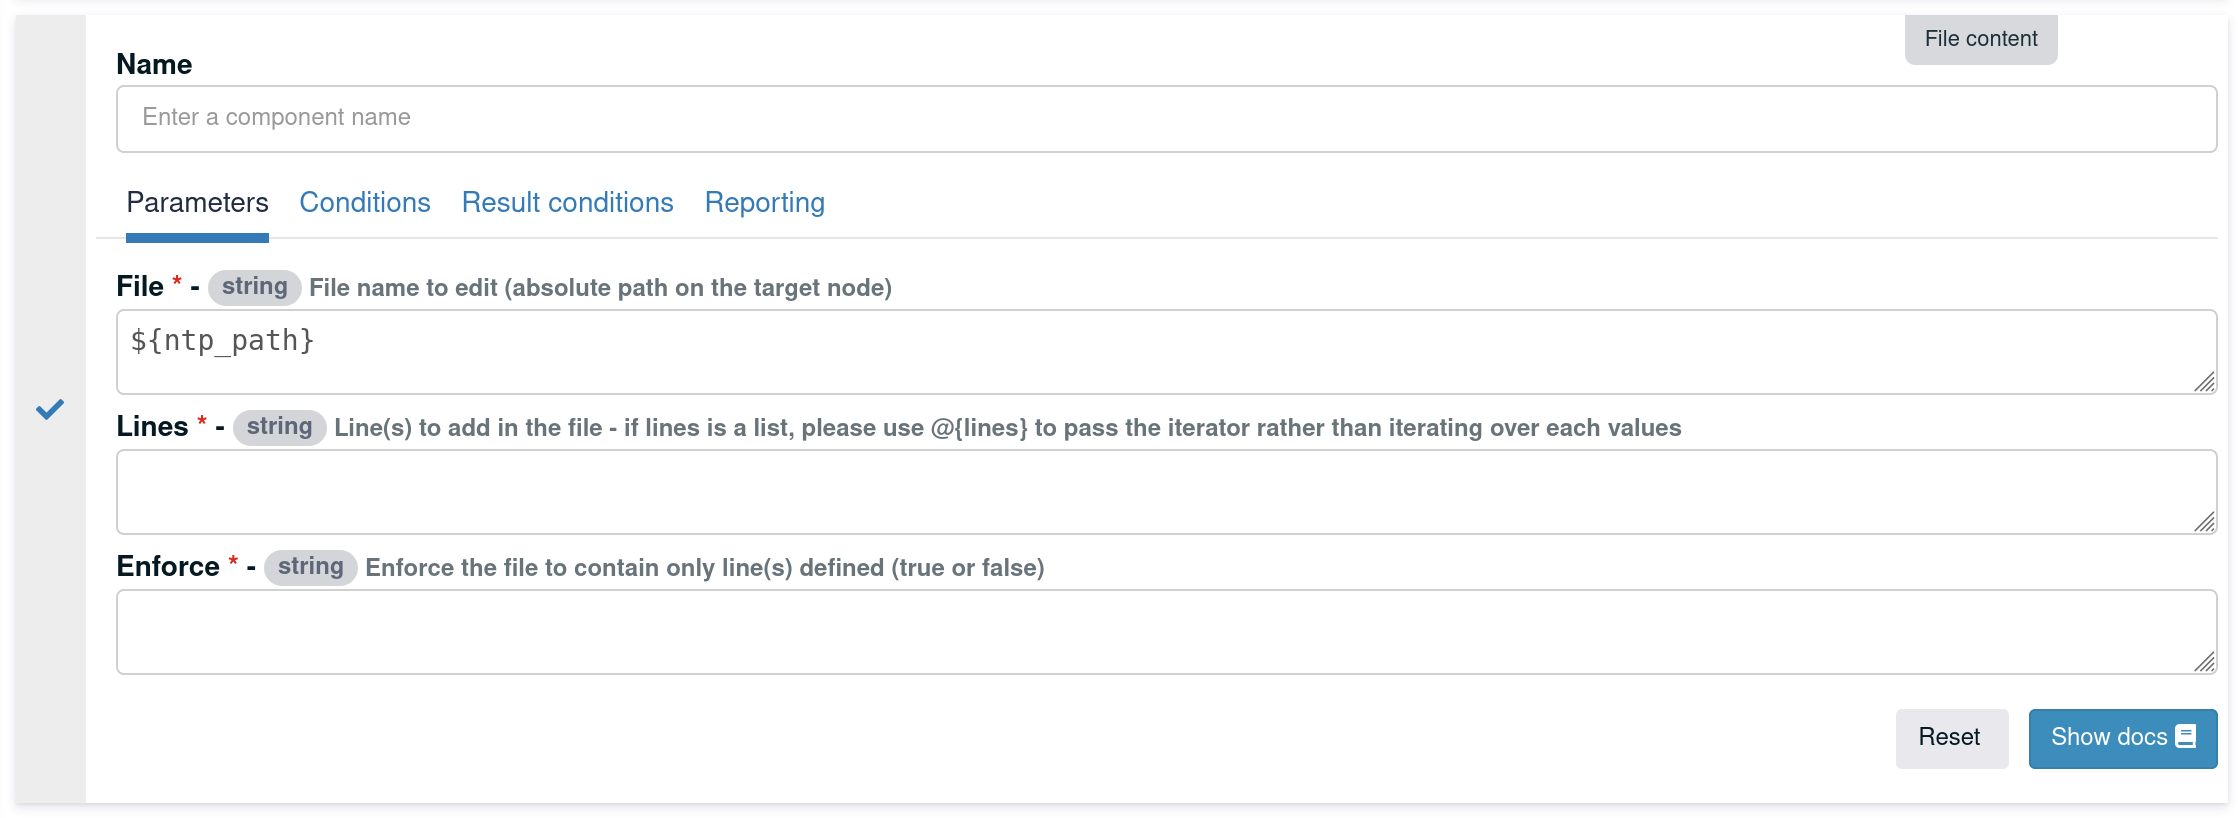 File content
Name
Enter a component name
Parameters Conditions Result conditions Reporting
File * - string File name to edit (absolute path on the target node)
${ntp_path}
Lines * - string Line(s) to add in the file - if lines is a list, please use @{lines} to pass the iterator rather than iterating over each values
Enforce * - string Enforce the file to contain only line(s) defined (true or false)
Reset Show docs